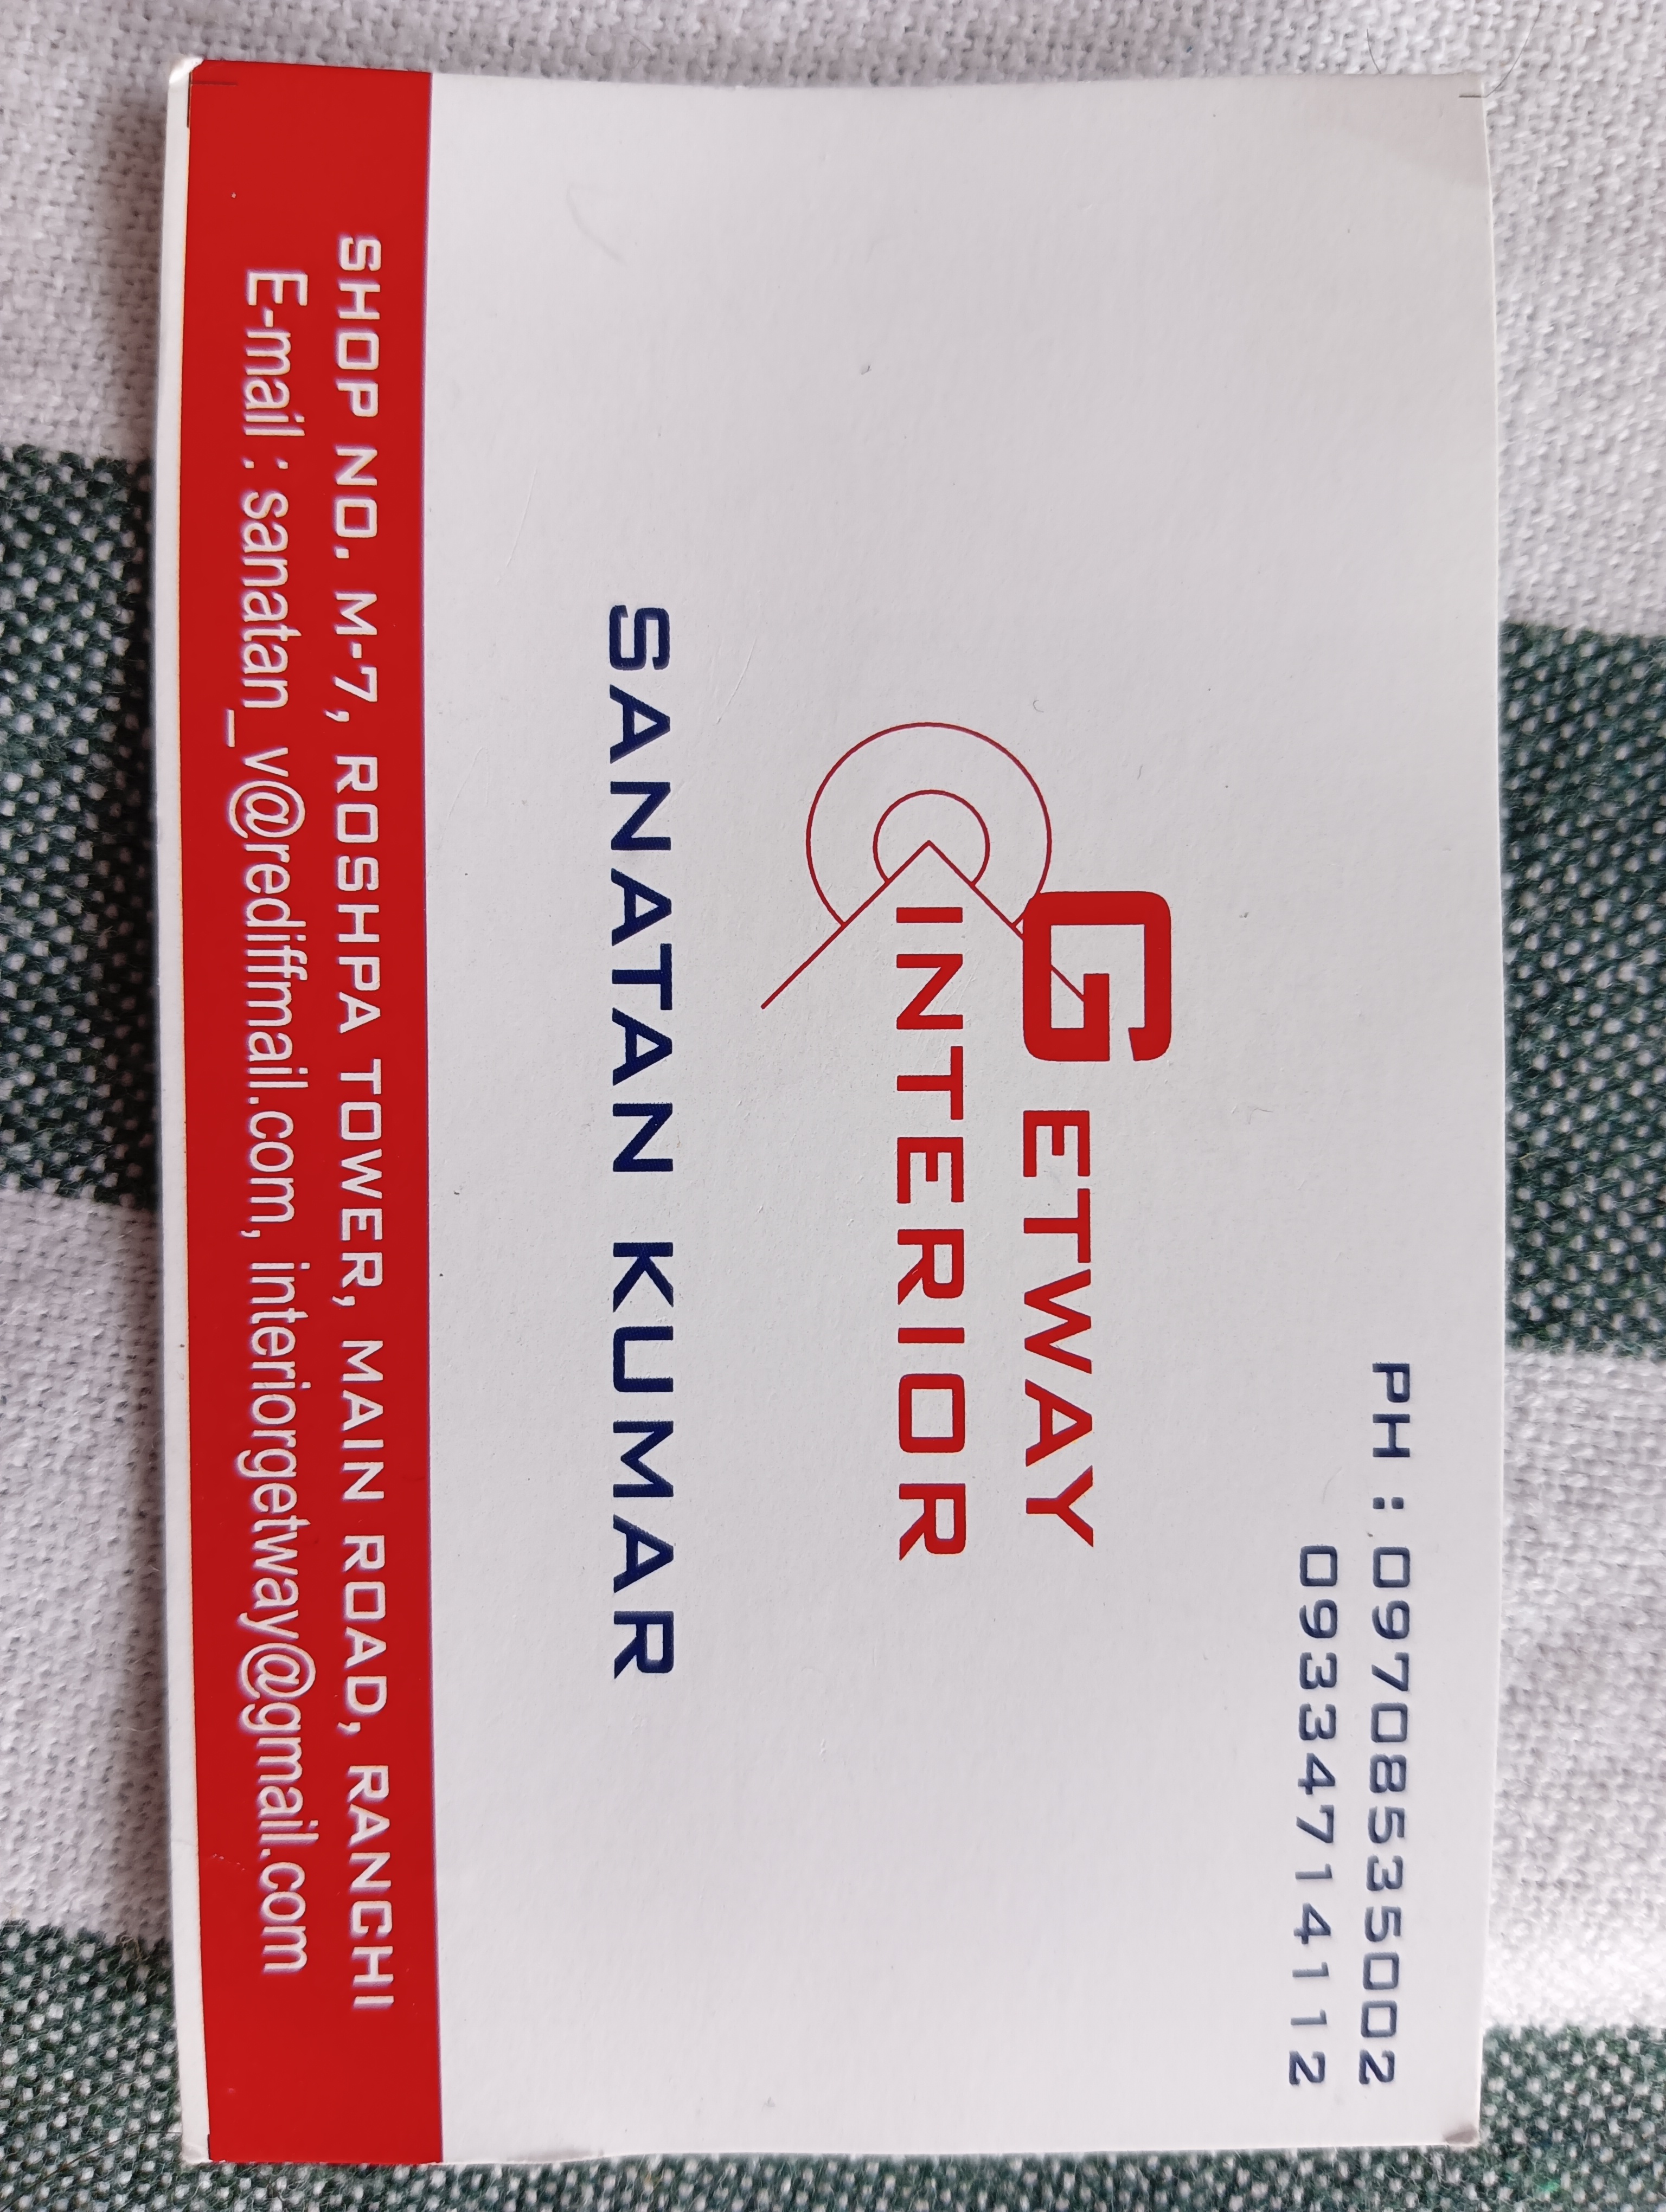 PH : 09708535002
09334714112
GETWAY
INTERIOR
SANATAN KUMAR
SHOP NO. M-7, ROSHPA TOWER, MAIN ROAD, RANCHI
E-mail : sanatan_v@rediffmail.com, interiorgetway@gmail.com